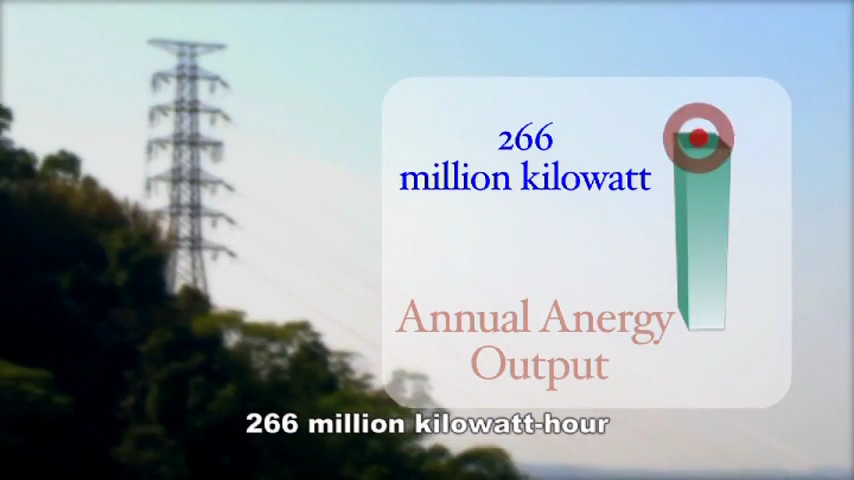 266
million kilowatt
Annual Anergy
Output
266 million kilowatt-hour